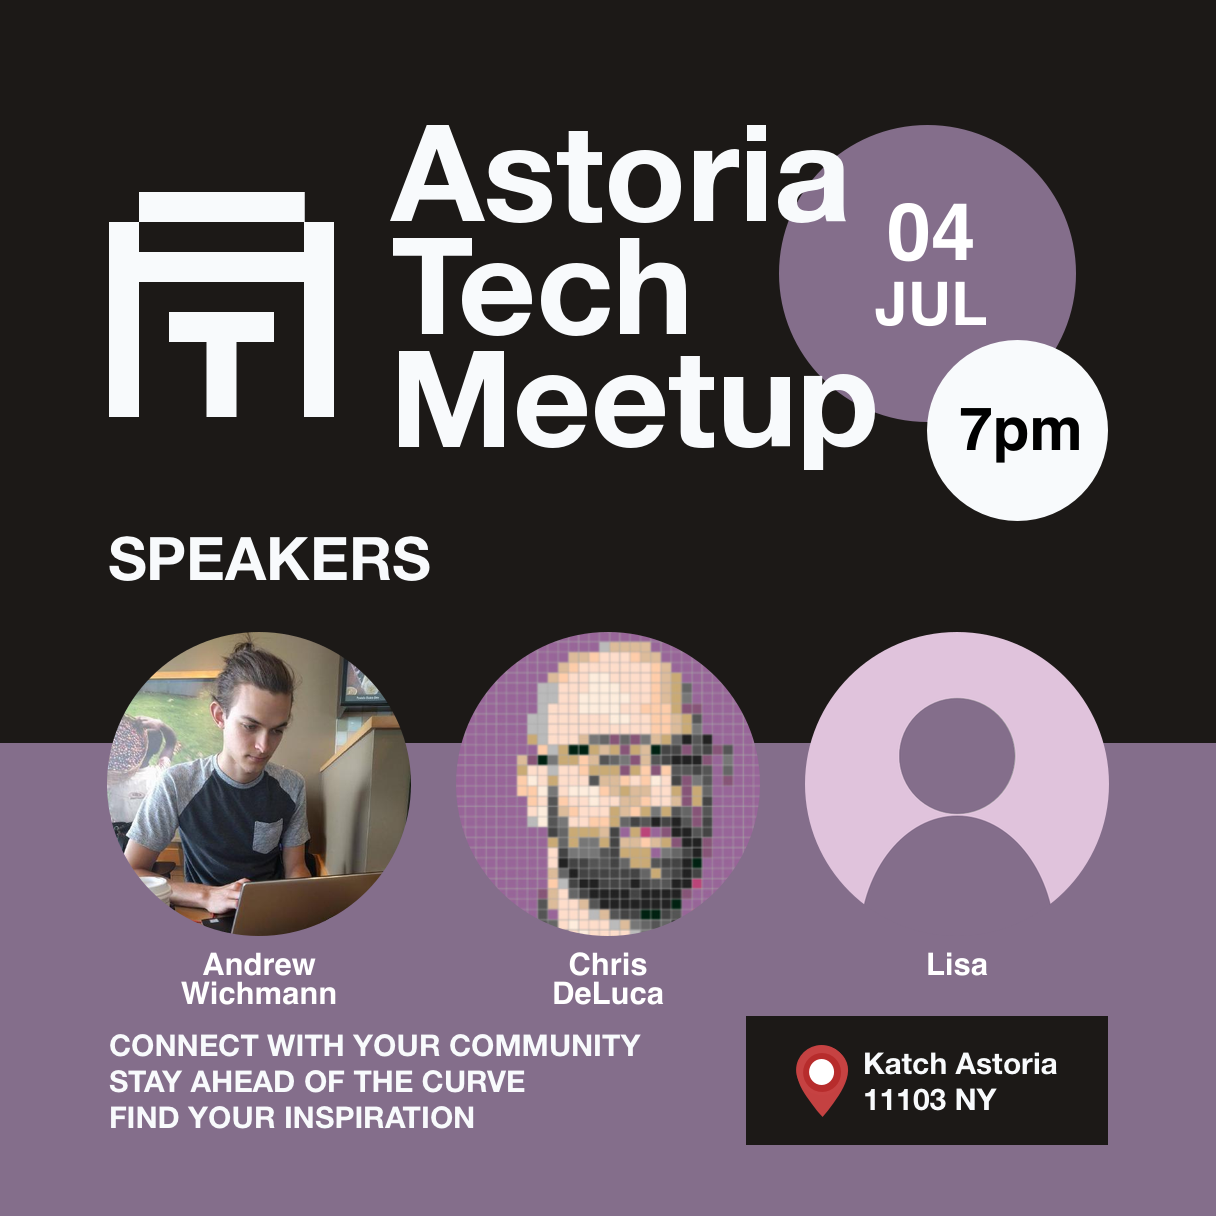 Astoria
Tech
Meetup
04
JUL
7pm
SPEAKERS
Andrew
Wichmann
Chris
DeLuca
Lisa
CONNECT WITH YOUR COMMUNITY
STAY AHEAD OF THE CURVE
FIND YOUR INSPIRATION
Katch Astoria
11103 NY